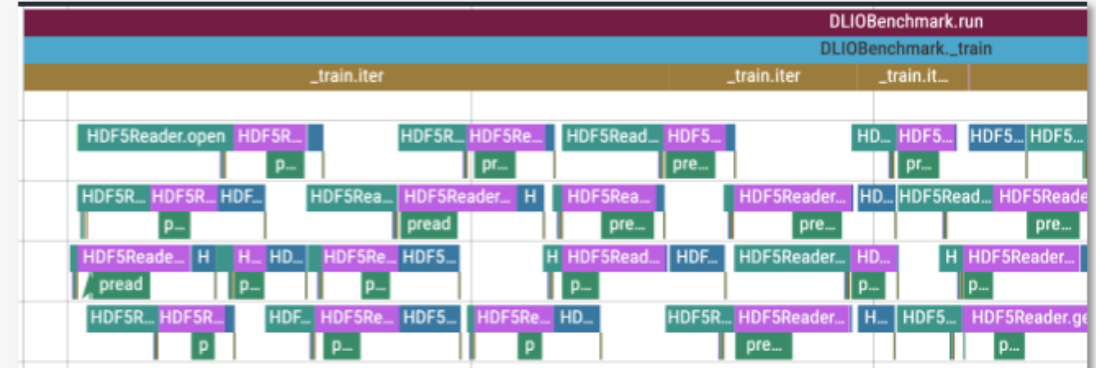 DLIOBenchmark.run
DLIOBenchmark._train
_train.iter _train.iter _train.it...
HDF5Reader.open HDF5R... HDF5R... HDF5Re... HDF5Read... HDF5... HD... HDF5... HDF5... HDF5...
p... pr... pre... pr...
HDF5R... HDF5R... HDF... HDF5Rea... HDF5Reader... H HDF5Rea... HDF5Reader... HD... HDF5Read... HDF5Reade
p... pread pre... pre... pre...
HDF5Reade... H H... HD... HDF5Re... HDF5... H HDF5Read... HDF... HDF5Reader... HD... H HDF5Reader...
pread p... p... p... p... p...
HDF5R... HDF5R... HDF... HDF5Re... HDF5... HDF5Re... HD... HDF5R... HDF5Reader... H... HDF5... HDF5Reader.ge
p p... p pre... p...